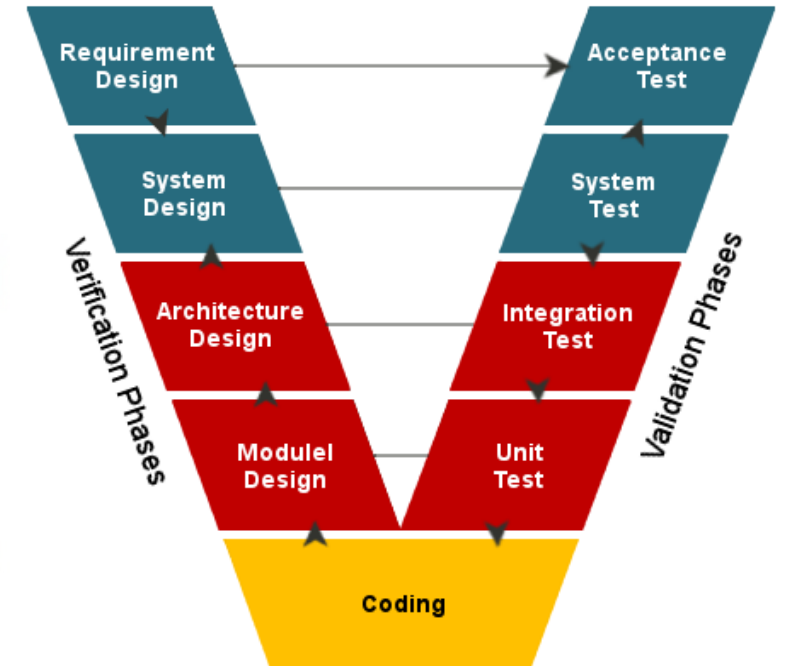 Requirement
Design
Acceptance
Test
System
Design
System
Test
Verification Phases
Validation Phases
Architecture
Design
Integration
Test
Modulel
Design
Unit
Test
Coding